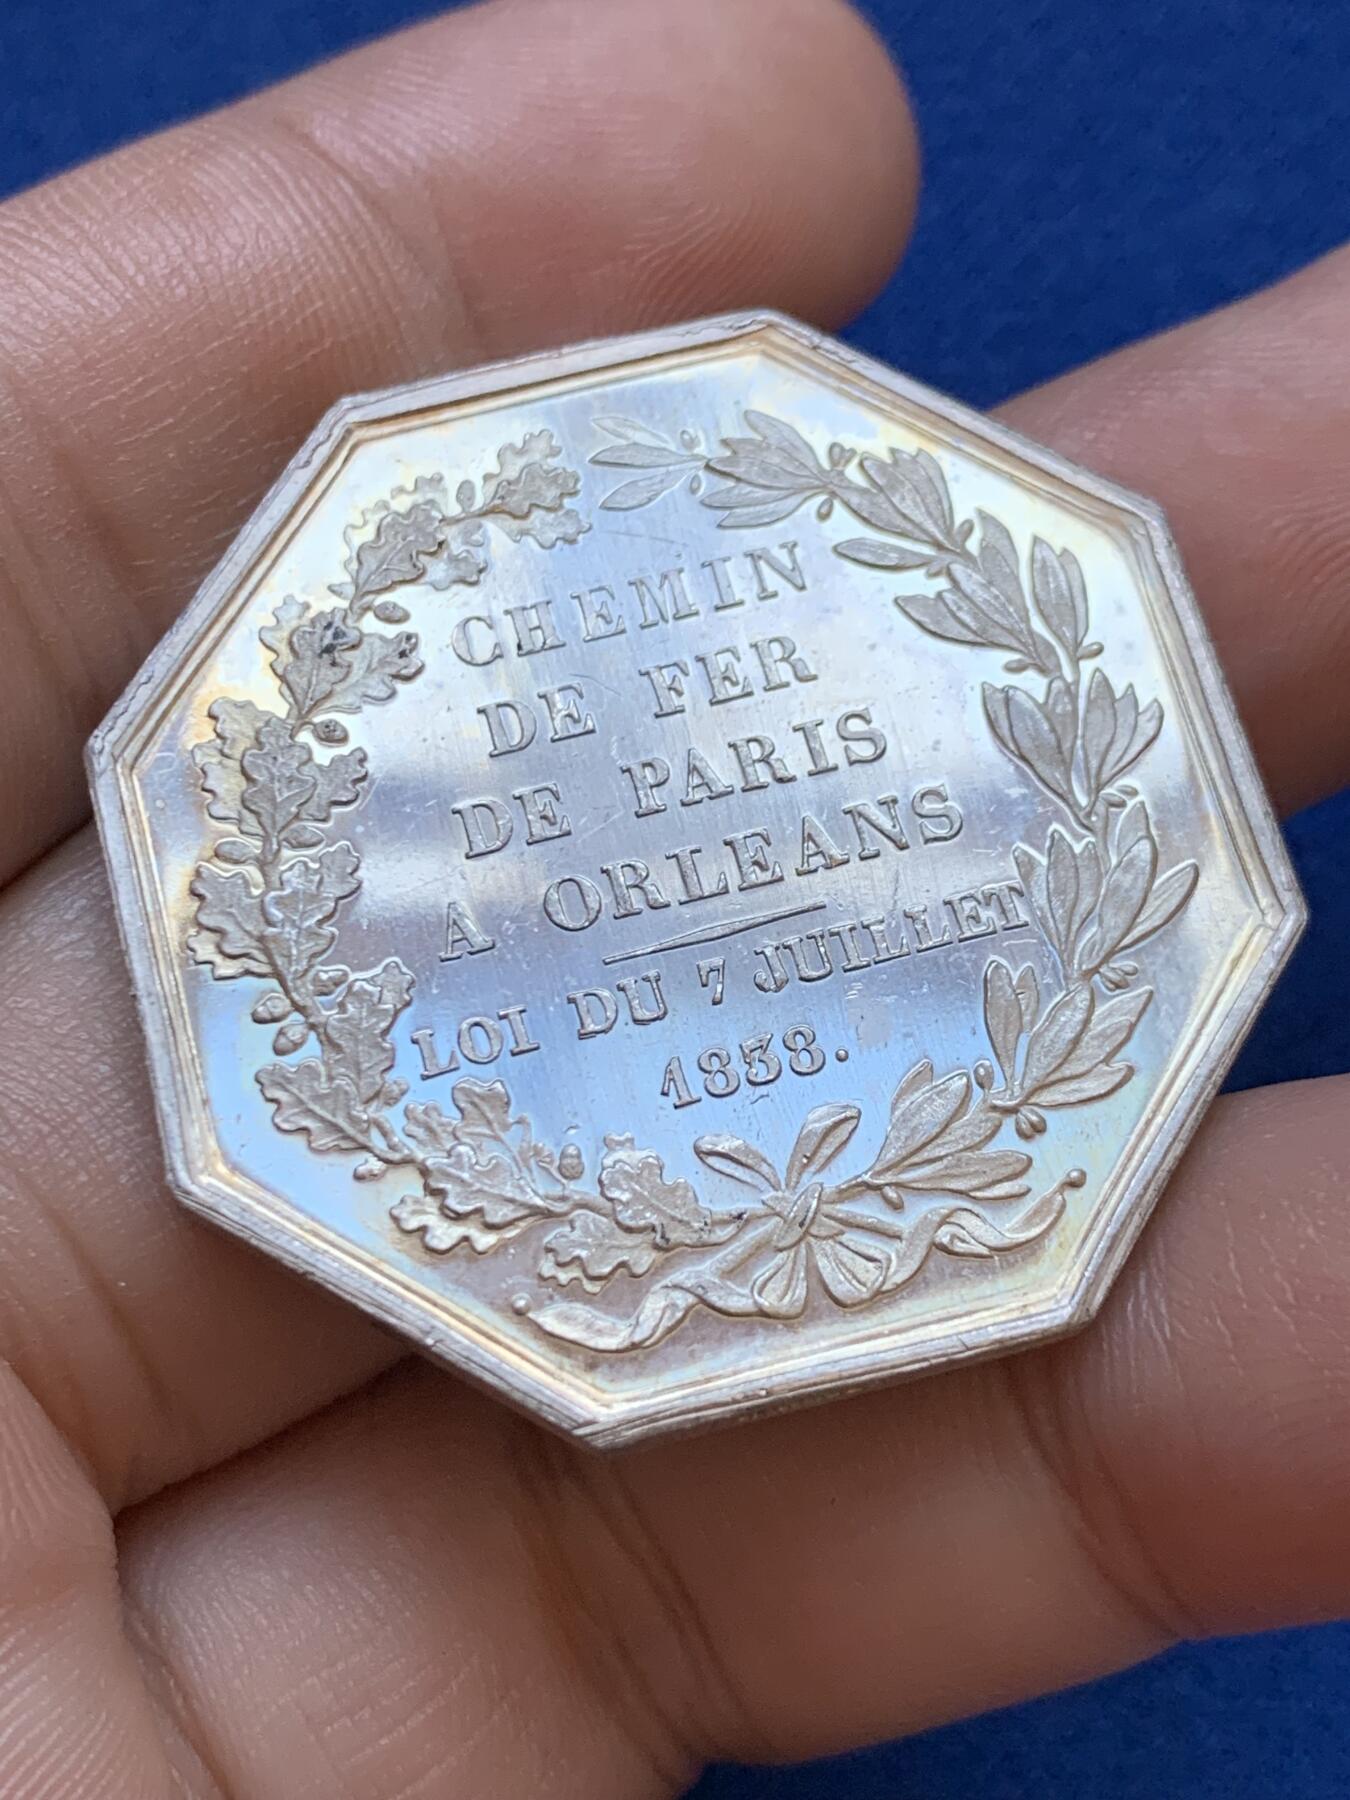 CHEMIN
DE FER
DE PARIS
A ORLEANS
LOI DU 7 JUILLET
1838.